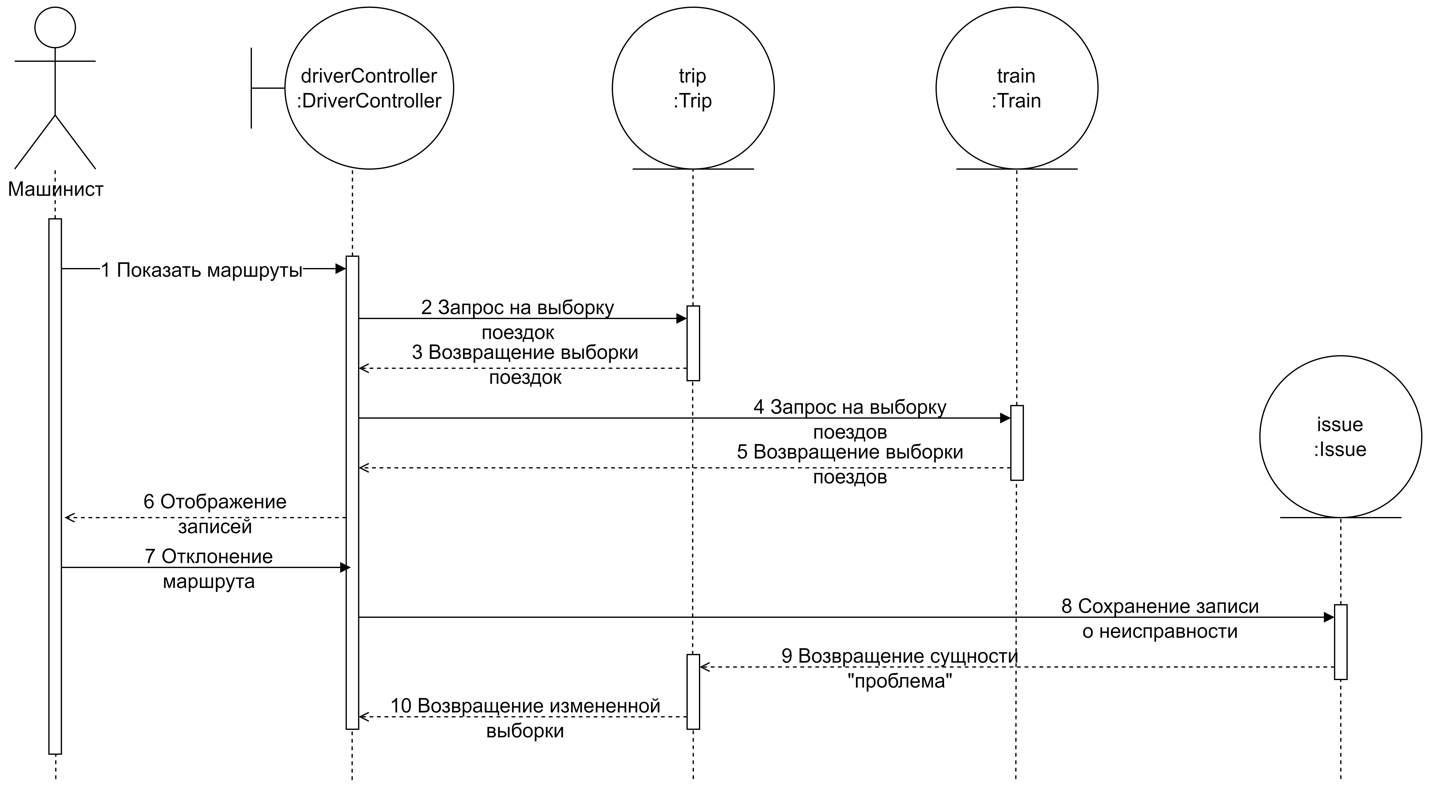 driverController
:DriverController
trip
:Trip
train
:Train
Машинист
1 Показать маршруты
2 Запрос на выборку
поездок
3 Возвращение выборки
поездок
4 Запрос на выборку
поездов
issue
:Issue
5 Возвращение выборки
поездов
6 Отображение
записей
7 Отклонение
маршрута
8 Сохранение записи
о неисправности
9 Возвращение сущности
"проблема"
10 Возвращение измененной
выборки